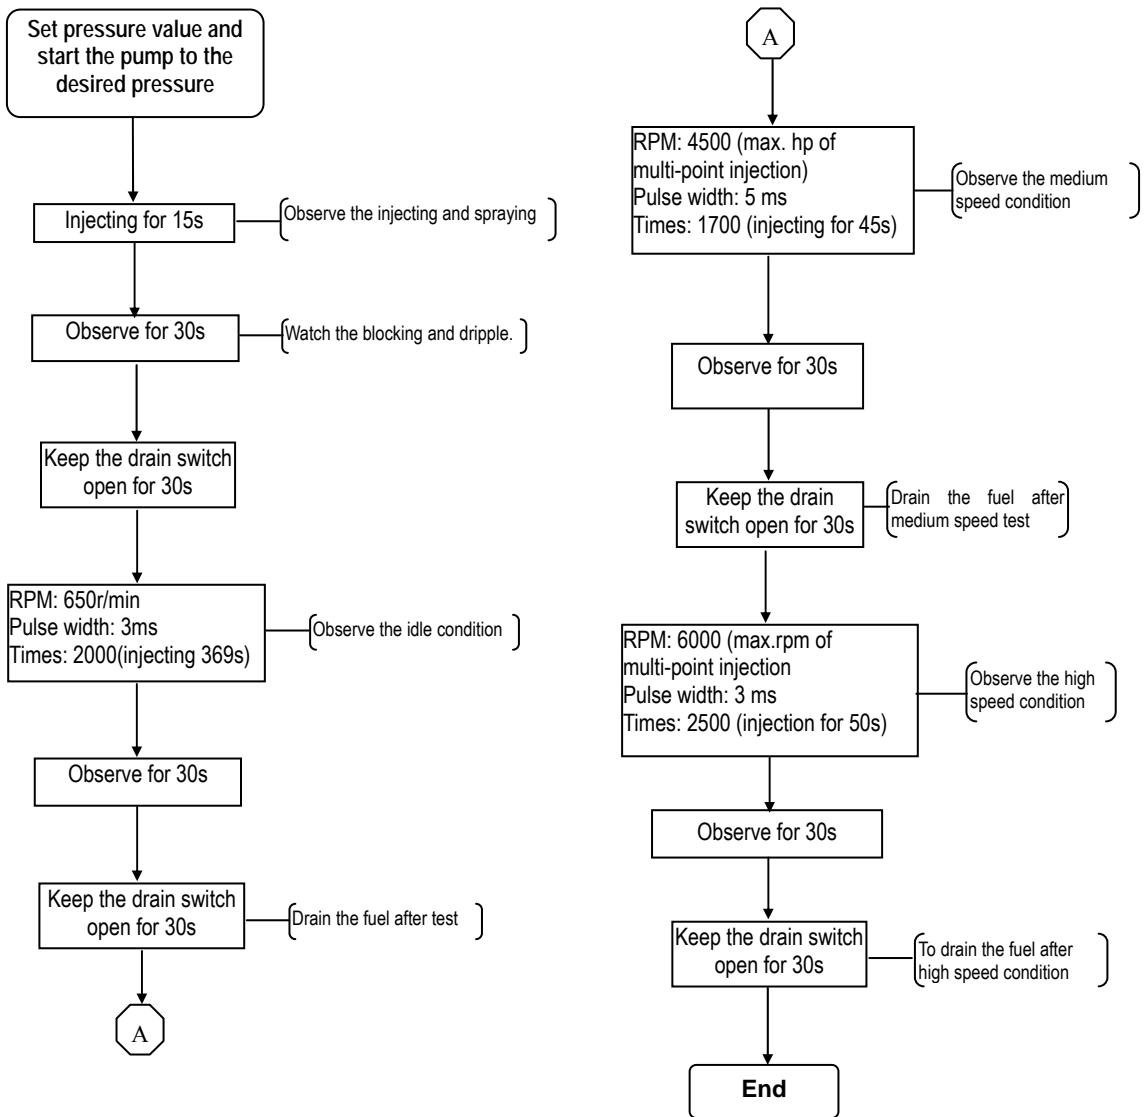 Set pressure value and
start the pump to the
desired pressure
Injecting for 15s
Observe the injecting and spraying
Observe for 30s
Watch the blocking and dripple.
Keep the drain switch
open for 30s
RPM: 650r/min
Pulse width: 3ms
Times: 2000(injecting 369s)
Observe the idle condition
Observe for 30s
Keep the drain switch
open for 30s
Drain the fuel after test
A
A
RPM: 4500 (max. hp of
multi-point injection)
Pulse width: 5 ms
Times: 1700 (injecting for 45s)
Observe the medium
speed condition
Observe for 30s
Keep the drain
switch open for 30s
Drain the fuel after
medium speed test
RPM: 6000 (max.rpm of
multi-point injection
Pulse width: 3 ms
Times: 2500 (injection for 50s)
Observe the high
speed condition
Observe for 30s
Keep the drain switch
open for 30s
To drain the fuel after
high speed condition
End